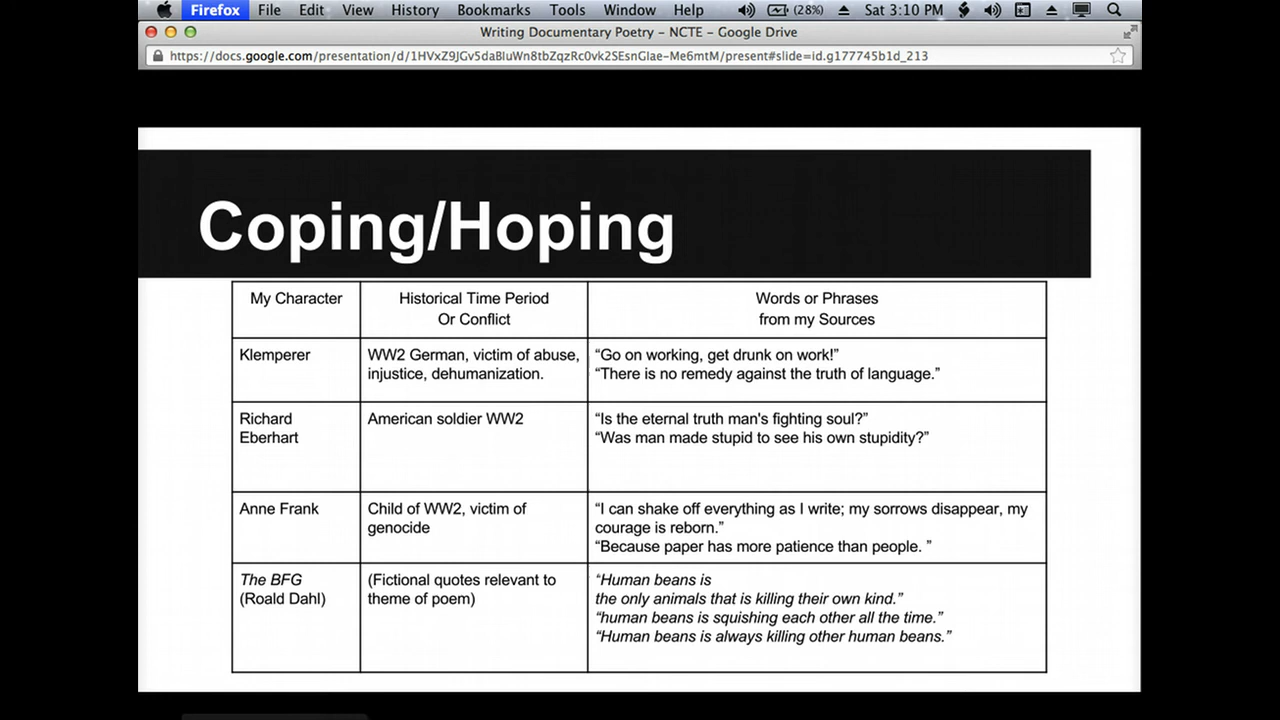 Firefox File Edit View History Bookmarks Tools Window Help (28%) Sat 3:10 PM
Writing Documentary Poetry – NCTE – Google Drive
https://docs.google.com/presentation/d/1HVxZ9JGv5daBluWn8tbZqzRc0vk2SEsnGIae-Me6mtM/present#slide=id.g177745b1d_213
Coping/Hoping
My Character
Historical Time Period
Or Conflict
Words or Phrases
from my Sources
Klemperer
WW2 German, victim of abuse,
injustice, dehumanization.
“Go on working, get drunk on work!”
“There is no remedy against the truth of language.”
Richard
Eberhart
American soldier WW2
“Is the eternal truth man's fighting soul?”
“Was man made stupid to see his own stupidity?”
Anne Frank
Child of WW2, victim of
genocide
“I can shake off everything as I write; my sorrows disappear, my
courage is reborn.”
“Because paper has more patience than people. ”
The BFG
(Roald Dahl)
(Fictional quotes relevant to
theme of poem)
“Human beans is
the only animals that is killing their own kind.”
“human beans is squishing each other all the time.”
“Human beans is always killing other human beans.”